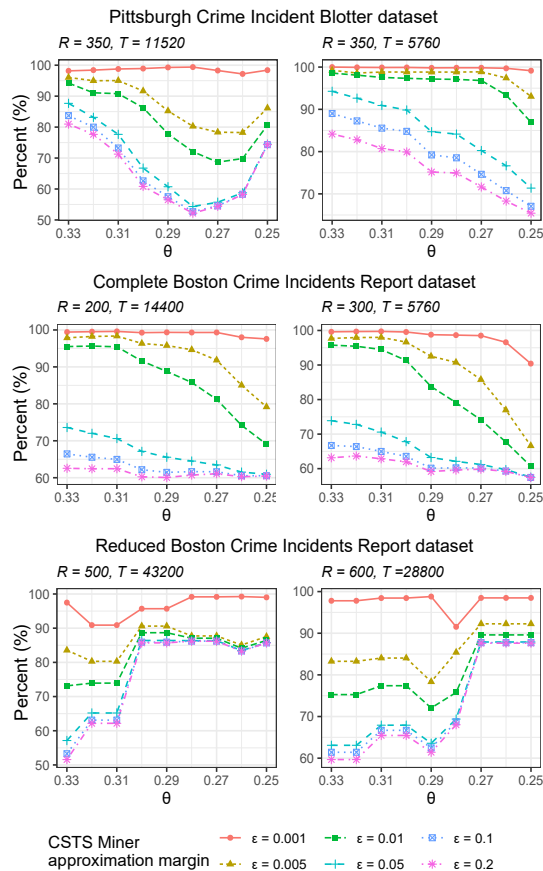 Pittsburgh Crime Incident Blotter dataset
R = 350, T = 11520
R = 350, T = 5760
Percent (%)
100
90
80
70
60
50
0.33 0.31 0.29 0.27 0.25
θ
100
90
80
70
0.33 0.31 0.29 0.27 0.25
θ
Complete Boston Crime Incidents Report dataset
R = 200, T = 14400
R = 300, T = 5760
Percent (%)
100
90
80
70
60
0.33 0.31 0.29 0.27 0.25
θ
100
90
80
70
60
0.33 0.31 0.29 0.27 0.25
θ
Reduced Boston Crime Incidents Report dataset
R = 500, T = 43200
R = 600, T =28800
Percent (%)
100
90
80
70
60
50
0.33 0.31 0.29 0.27 0.25
θ
100
90
80
70
60
0.33 0.31 0.29 0.27 0.25
θ
CSTS Miner
approximation margin
ε = 0.001 ε = 0.01 ε = 0.1
ε = 0.005 ε = 0.05 ε = 0.2